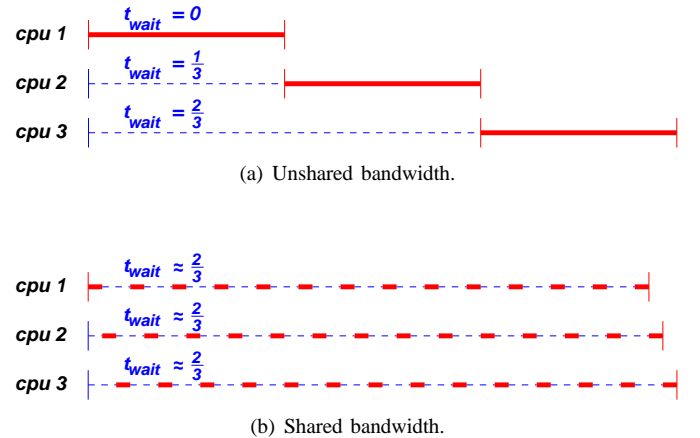 t_wait = 0
cpu 1
t_wait = 1/3
cpu 2
t_wait = 2/3
cpu 3
(a) Unshared bandwidth.
t_wait ≈ 2/3
cpu 1
t_wait ≈ 2/3
cpu 2
t_wait ≈ 2/3
cpu 3
(b) Shared bandwidth.